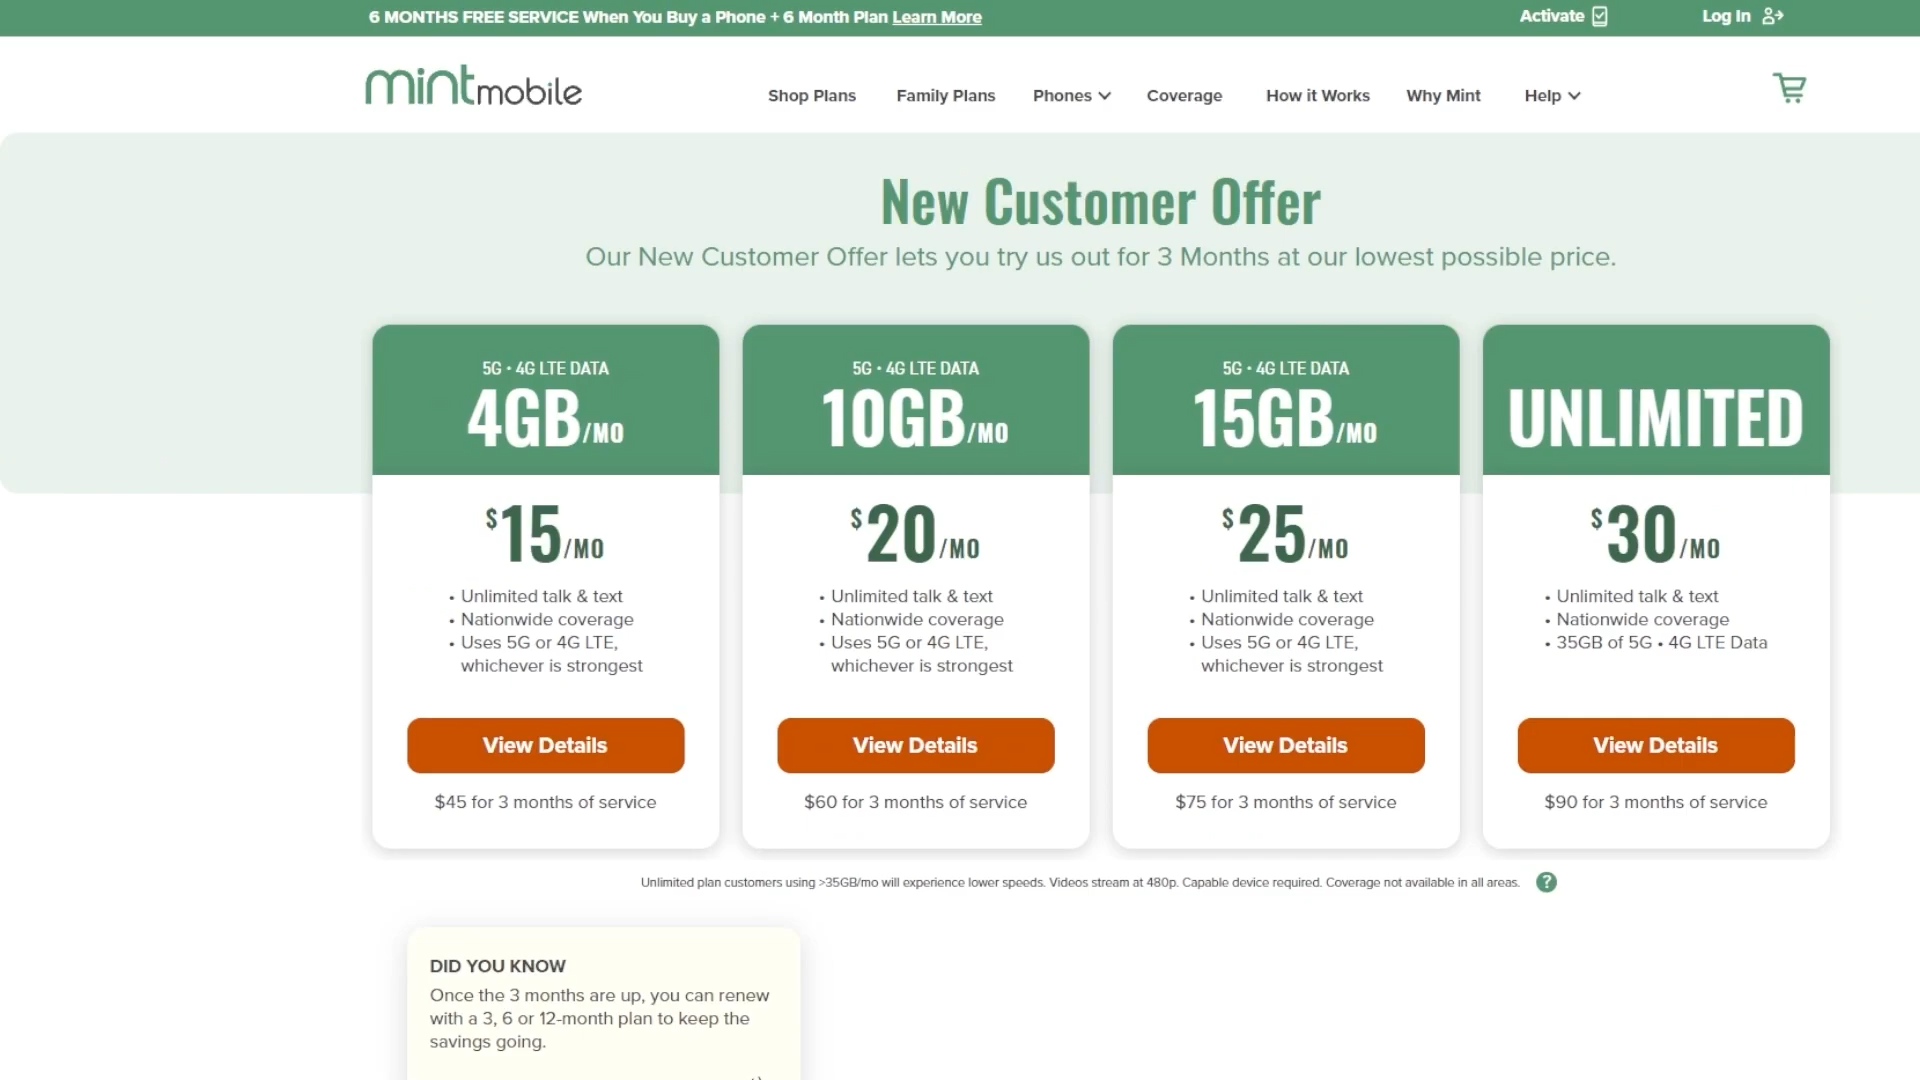 6 MONTHS FREE SERVICE When You Buy a Phone + 6 Month Plan Learn More
Activate
Log In
mintmobile
Shop Plans
Family Plans
Phones
Coverage
How it Works
Why Mint
Help
New Customer Offer
Our New Customer Offer lets you try us out for 3 Months at our lowest possible price.
5G • 4G LTE DATA
4GB/MO
$15/MO
• Unlimited talk & text
• Nationwide coverage
• Uses 5G or 4G LTE,
whichever is strongest
View Details
$45 for 3 months of service
5G • 4G LTE DATA
10GB/MO
$20/MO
• Unlimited talk & text
• Nationwide coverage
• Uses 5G or 4G LTE,
whichever is strongest
View Details
$60 for 3 months of service
5G • 4G LTE DATA
15GB/MO
$25/MO
• Unlimited talk & text
• Nationwide coverage
• Uses 5G or 4G LTE,
whichever is strongest
View Details
$75 for 3 months of service
UNLIMITED
$30/MO
• Unlimited talk & text
• Nationwide coverage
• 35GB of 5G • 4G LTE Data
View Details
$90 for 3 months of service
Unlimited plan customers using >35GB/mo will experience lower speeds. Videos stream at 480p. Capable device required. Coverage not available in all areas. ?
DID YOU KNOW
Once the 3 months are up, you can renew
with a 3, 6 or 12-month plan to keep the
savings going.